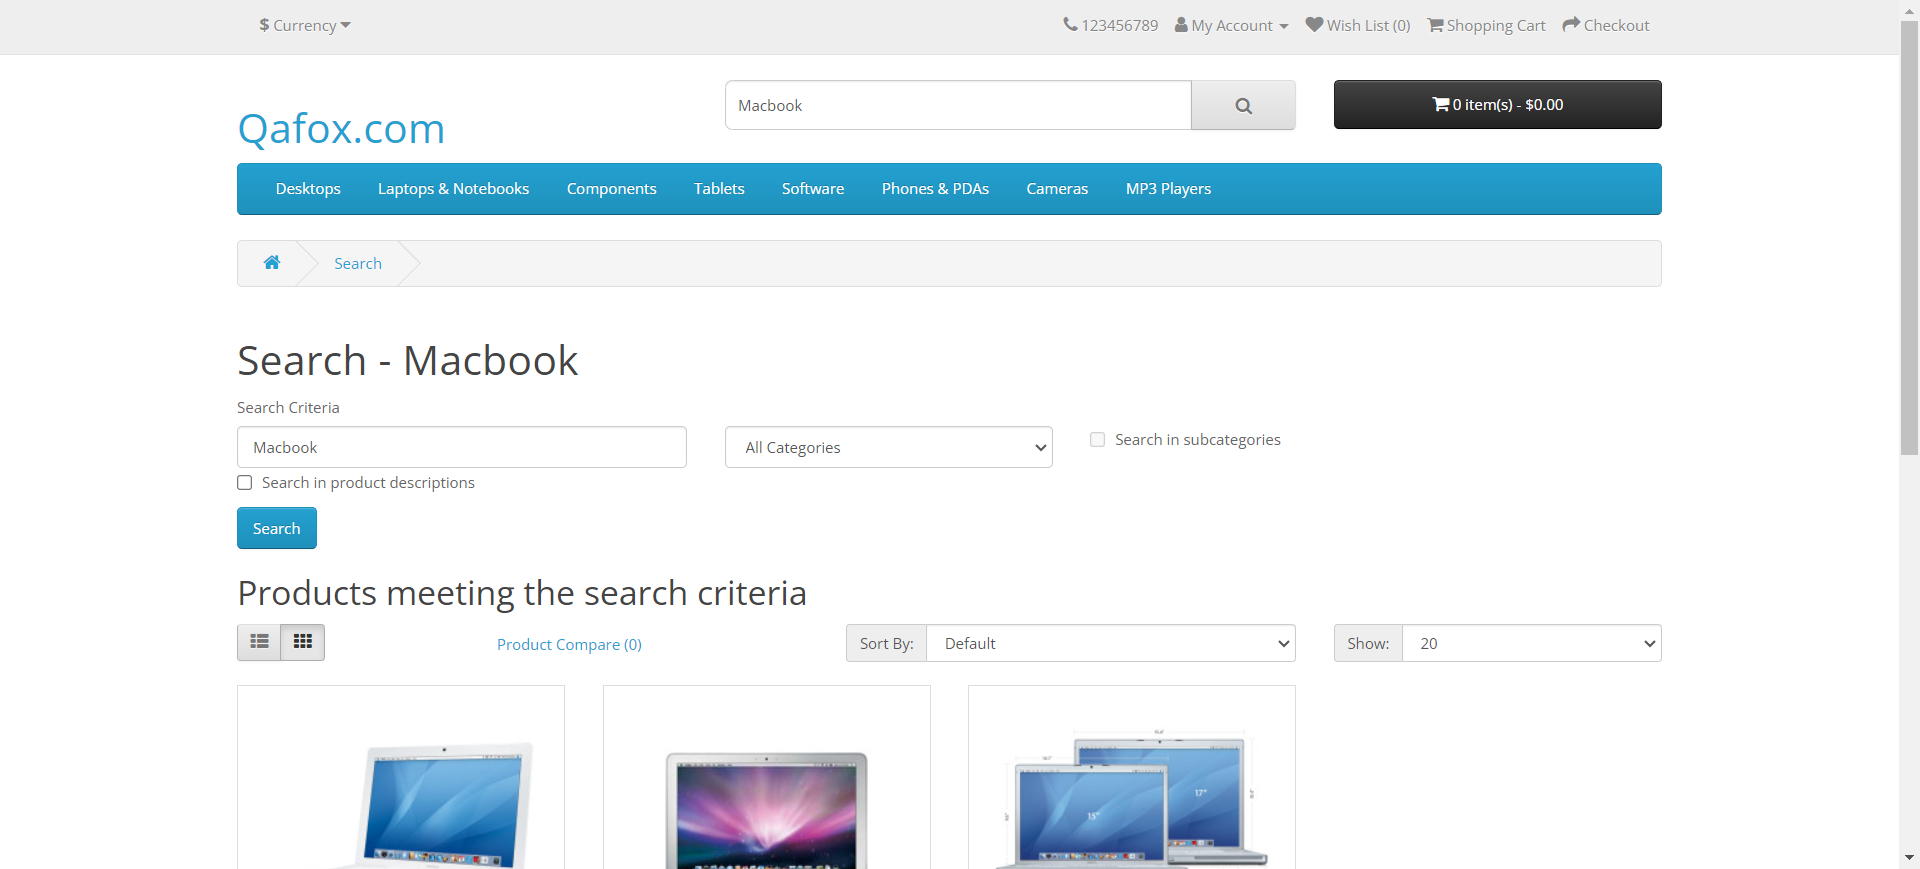 $ Currency
123456789 My Account Wish List (0) Shopping Cart Checkout
Qafox.com
Macbook
0 item(s) - $0.00
Desktops Laptops & Notebooks Components Tablets Software Phones & PDAs Cameras MP3 Players
Search
Search - Macbook
Search Criteria
Macbook
All Categories
Search in subcategories
Search in product descriptions
Search
Products meeting the search criteria
Product Compare (0)
Sort By: Default
Show: 20
15"
17"